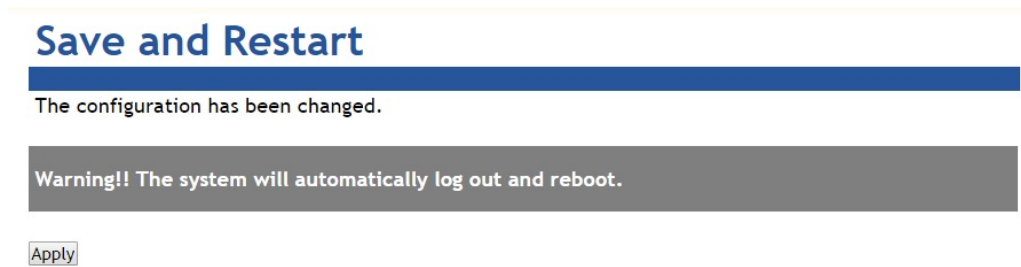 Save and Restart
The configuration has been changed.
Warning!! The system will automatically log out and reboot.
Apply